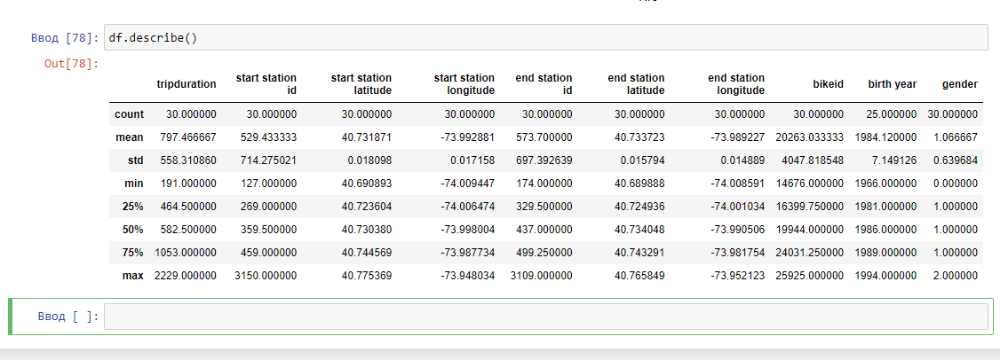 Ввод [78]: df.describe()
Out[78]:
tripduration start station id start station latitude start station longitude end station id end station latitude end station longitude bikeid birth year gender
count 30.000000 30.000000 30.000000 30.000000 30.000000 30.000000 30.000000 30.000000 25.000000 30.000000
mean 797.466667 529.433333 40.731871 -73.992881 573.700000 40.733723 -73.989227 20263.033333 1984.120000 1.066667
std 558.310860 714.275021 0.018098 0.017158 697.392639 0.015794 0.014889 4047.818548 7.149126 0.639684
min 191.000000 127.000000 40.690893 -74.009447 174.000000 40.689888 -74.008591 14676.000000 1966.000000 0.000000
25% 464.500000 269.000000 40.723604 -74.006474 329.500000 40.724936 -74.001034 16399.750000 1981.000000 1.000000
50% 582.500000 359.500000 40.730380 -73.998004 437.000000 40.734048 -73.990506 19944.000000 1986.000000 1.000000
75% 1053.000000 459.000000 40.744569 -73.987734 499.250000 40.743291 -73.981754 24031.250000 1989.000000 1.000000
max 2229.000000 3150.000000 40.775369 -73.948034 3109.000000 40.765849 -73.952123 25925.000000 1994.000000 2.000000
Ввод [ ]: